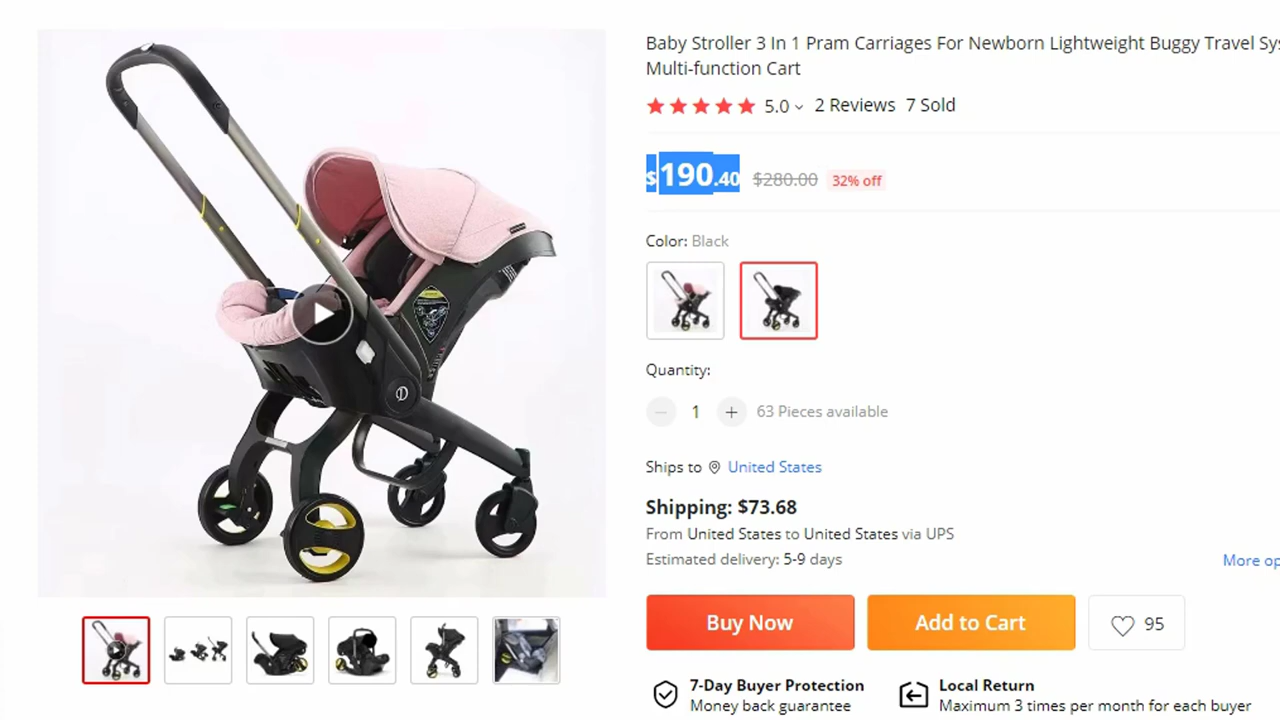 Baby Stroller 3 In 1 Pram Carriages For Newborn Lightweight Buggy Travel Sys
Multi-function Cart
5.0 2 Reviews 7 Sold
$190.40 $280.00 32% off
Color: Black
Quantity:
1 63 Pieces available
Ships to United States
Shipping: $73.68
From United States to United States via UPS
Estimated delivery: 5-9 days
More op
Buy Now Add to Cart 95
7-Day Buyer Protection
Money back guarantee
Local Return
Maximum 3 times per month for each buyer